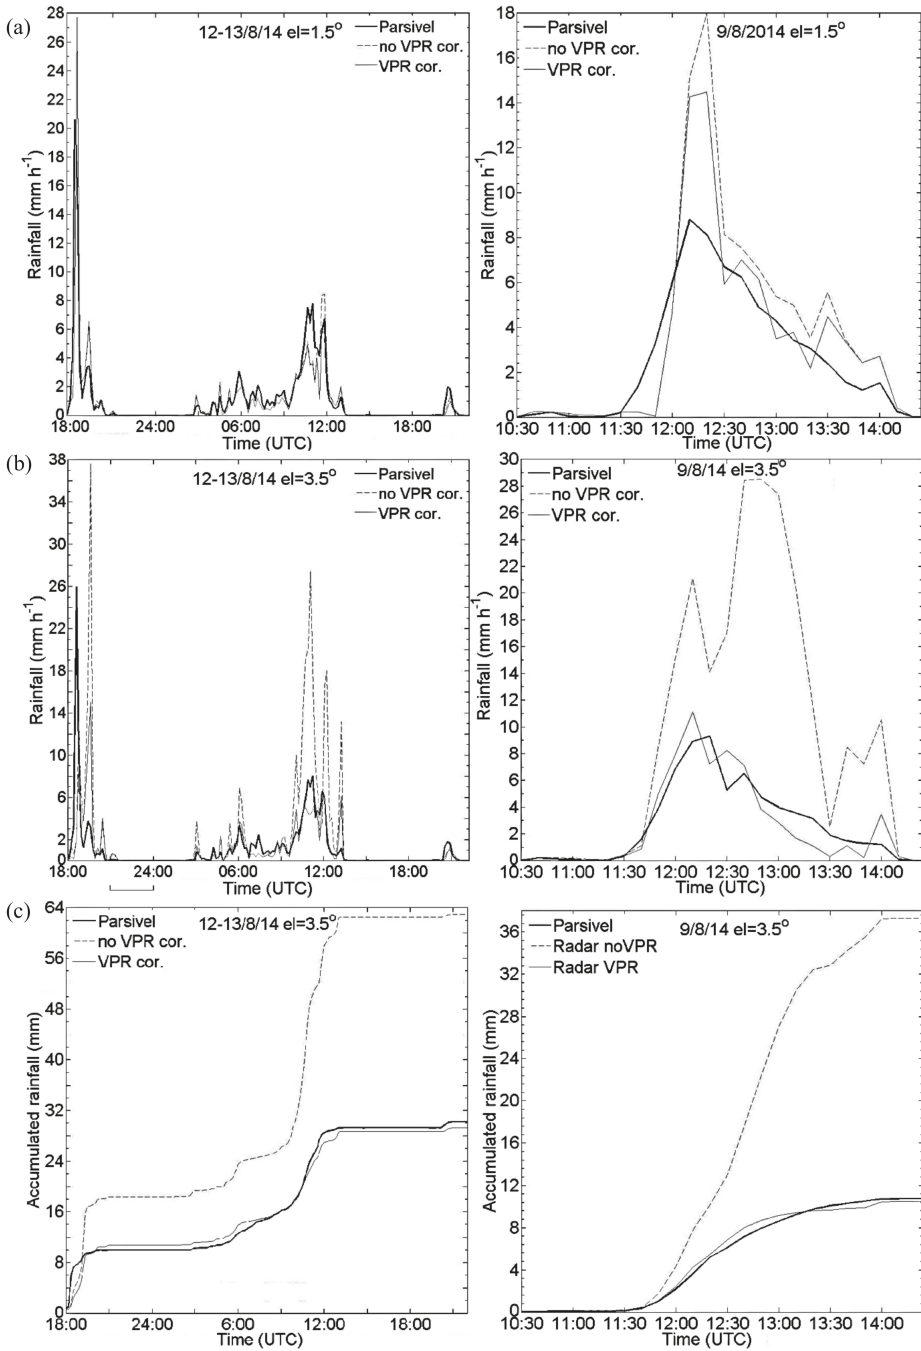 (a)
28
26
24
22
20
18
16
14
12
10
8
6
4
2
0
Rainfall (mm h⁻¹)
12-13/8/14 el=1.5°
Parsivel
no VPR cor.
VPR cor.
18:00 24:00 6:00 12:00 18:00
Time (UTC)
18
16
14
12
10
8
6
4
2
0
Rainfall (mm h⁻¹)
Parsivel
no VPR cor.
VPR cor.
9/8/2014 el=1.5°
10:30 11:00 11:30 12:00 12:30 13:00 13:30 14:00
Time (UTC)
(b)
38
34
30
26
22
18
14
10
6
2
0
Rainfall (mm h⁻¹)
12-13/8/14 el=3.5°
Parsivel
no VPR cor.
VPR cor.
18:00 24:00 6:00 12:00 18:00
Time (UTC)
30
28
26
24
22
20
18
16
14
12
10
8
6
4
2
0
Rainfall (mm h⁻¹)
Parsivel
no VPR cor.
VPR cor.
9/8/14 el=3.5°
10:30 11:00 11:30 12:00 12:30 13:00 13:30 14:00
Time (UTC)
(c)
64
56
48
40
32
24
16
8
0
Accumulated rainfall (mm)
Parsivel
no VPR cor.
VPR cor.
12-13/8/14 el=3.5°
18:00 24:00 6:00 12:00 18:00
Time (UTC)
36
32
28
24
20
16
12
8
4
0
Accumulated rainfall (mm)
Parsivel
Radar noVPR
Radar VPR
9/8/14 el=3.5°
10:30 11:00 11:30 12:00 12:30 13:00 13:30 14:00
Time (UTC)